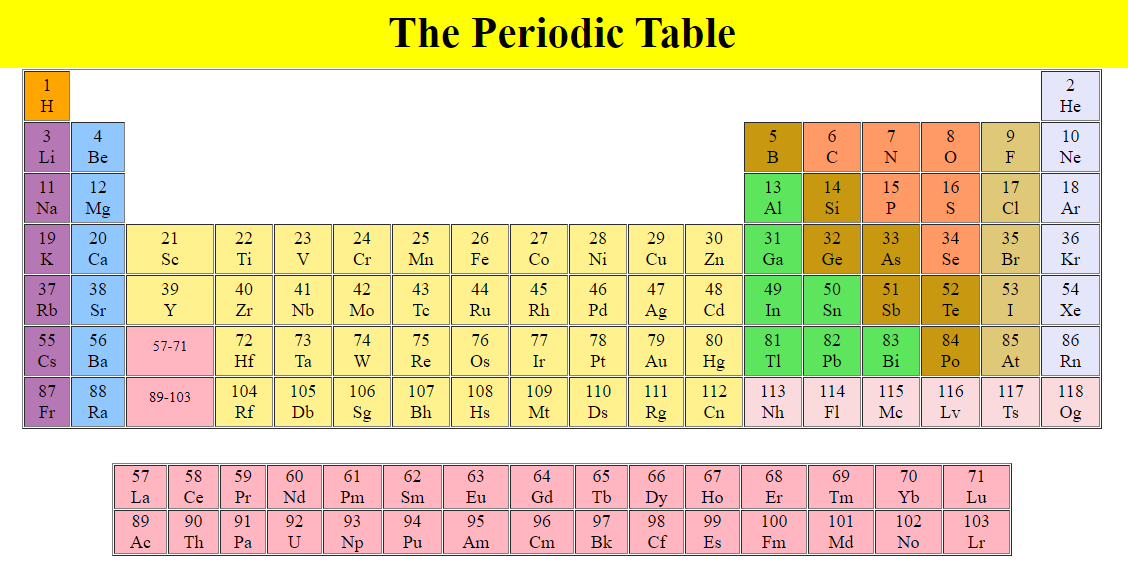 The Periodic Table
1 2
H He
3 4 5 6 7 8 9 10
Li Be B C N O F Ne
11 12 13 14 15 16 17 18
Na Mg Al Si P S Cl Ar
19 20 21 22 23 24 25 26 27 28 29 30 31 32 33 34 35 36
K Ca Sc Ti V Cr Mn Fe Co Ni Cu Zn Ga Ge As Se Br Kr
37 38 39 40 41 42 43 44 45 46 47 48 49 50 51 52 53 54
Rb Sr Y Zr Nb Mo Tc Ru Rh Pd Ag Cd In Sn Sb Te I Xe
55 56 57-71 72 73 74 75 76 77 78 79 80 81 82 83 84 85 86
Cs Ba Hf Ta W Re Os Ir Pt Au Hg Tl Pb Bi Po At Rn
87 88 89-103 104 105 106 107 108 109 110 111 112 113 114 115 116 117 118
Fr Ra Rf Db Sg Bh Hs Mt Ds Rg Cn Nh Fl Mc Lv Ts Og
57 58 59 60 61 62 63 64 65 66 67 68 69 70 71
La Ce Pr Nd Pm Sm Eu Gd Tb Dy Ho Er Tm Yb Lu
89 90 91 92 93 94 95 96 97 98 99 100 101 102 103
Ac Th Pa U Np Pu Am Cm Bk Cf Es Fm Md No Lr